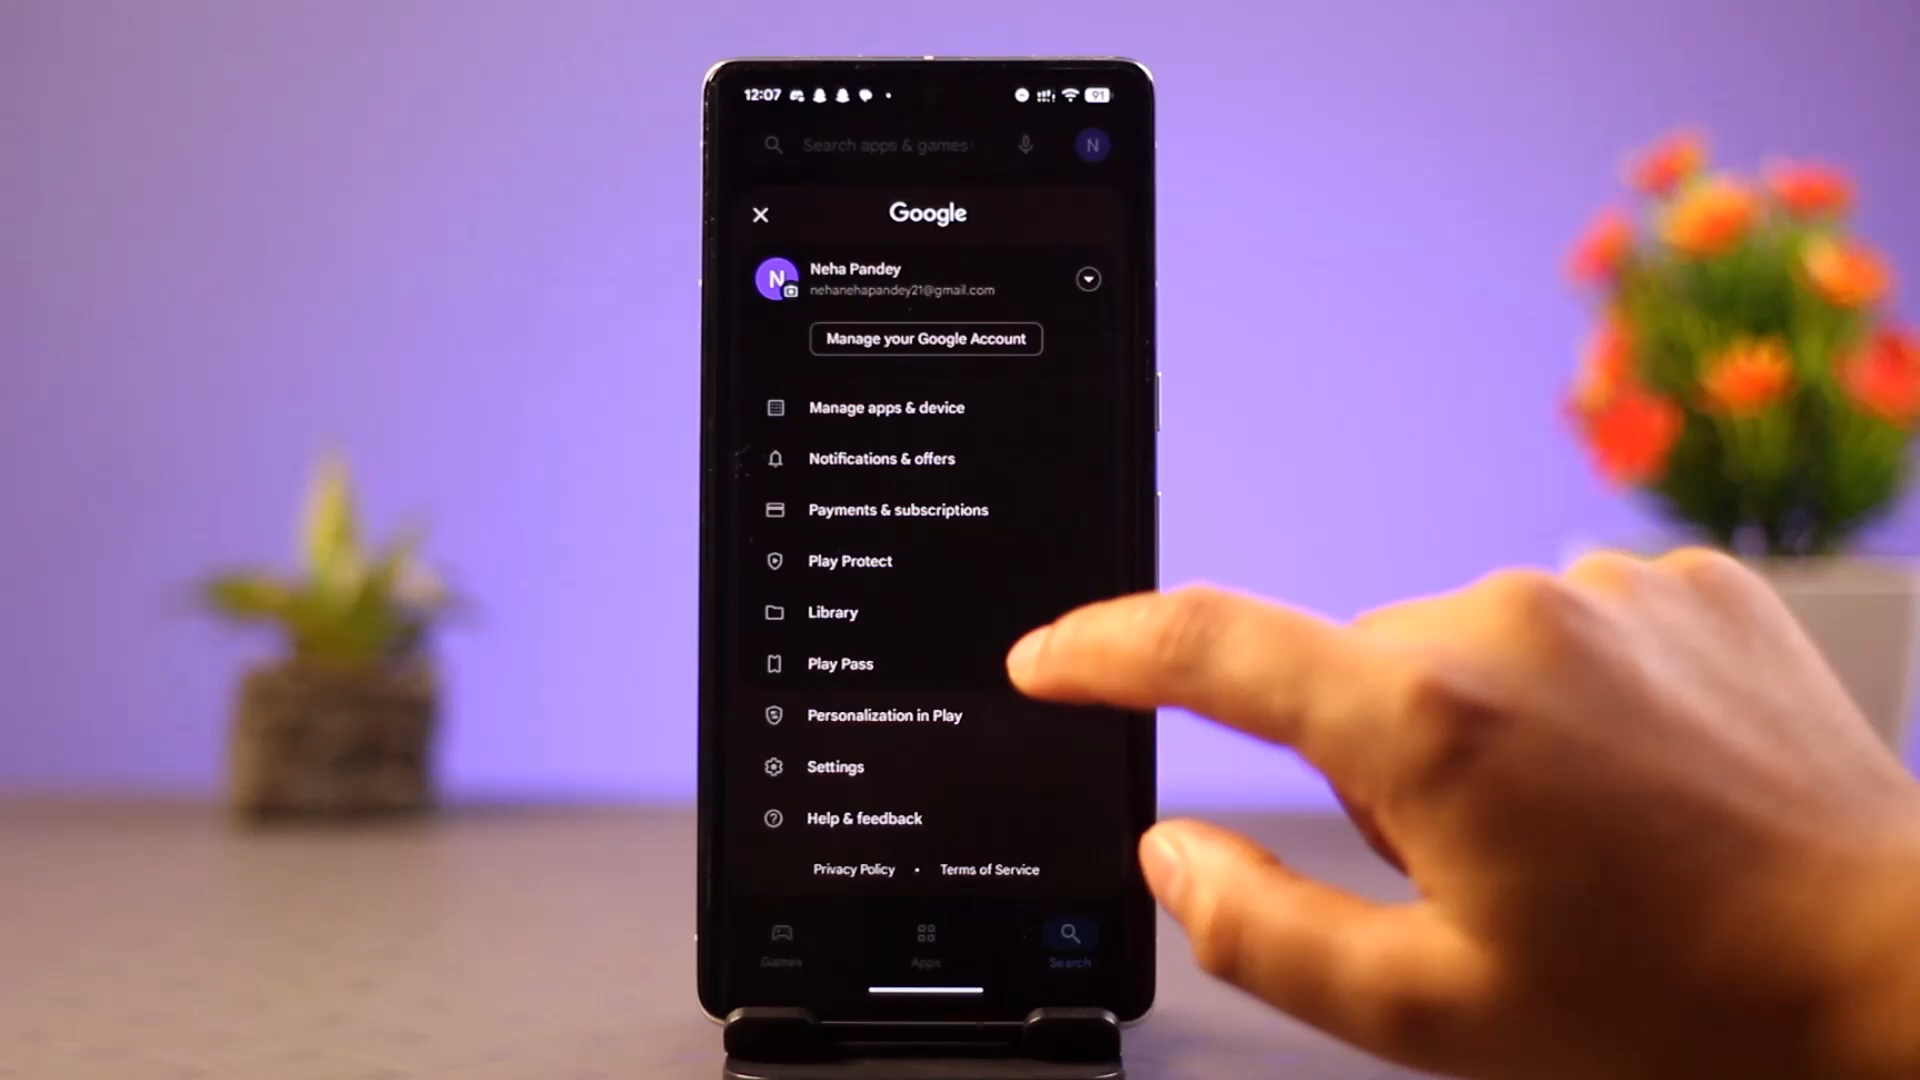 12:07
91
Search apps & games
N
Google
N
Neha Pandey
nehanehapandey21@gmail.com
Manage your Google Account
Manage apps & device
Notifications & offers
Payments & subscriptions
Play Protect
Library
Play Pass
Personalization in Play
Settings
Help & feedback
Privacy Policy • Terms of Service
Games
Apps
Search